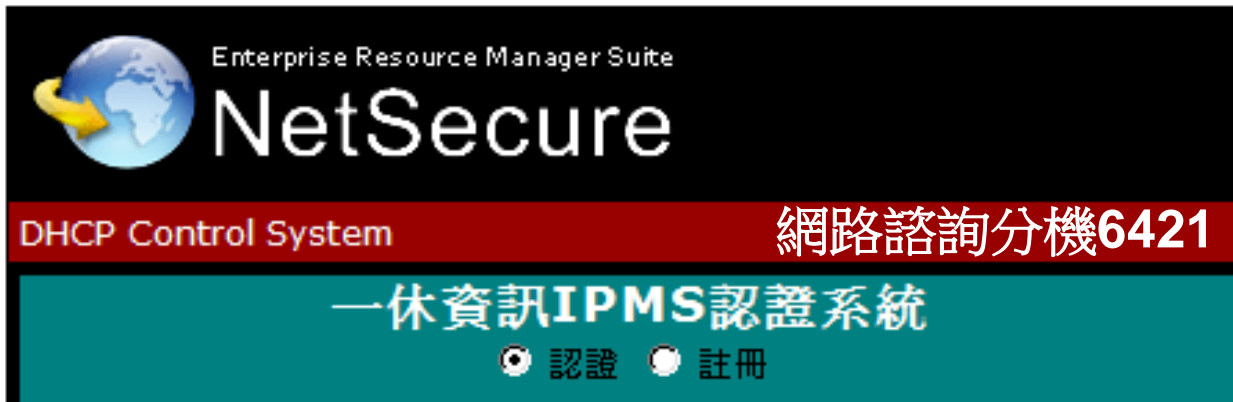 Enterprise Resource Manager Suite
NetSecure
DHCP Control System 網路諮詢分機6421
一休資訊IPMS認證系統
認證 註冊